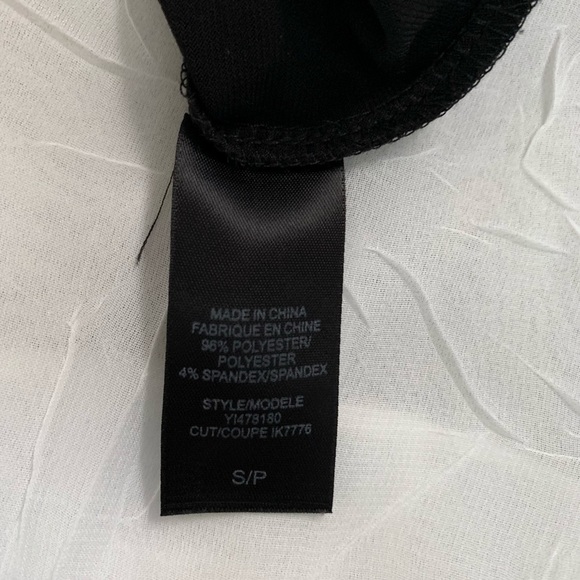 MADE IN CHINA
FABRIQUE EN CHINE
96% POLYESTER/
POLYESTER
4% SPANDEX/SPANDEX
STYLE/MODELE
YI478180
CUT/COUPE IK7776
S/P